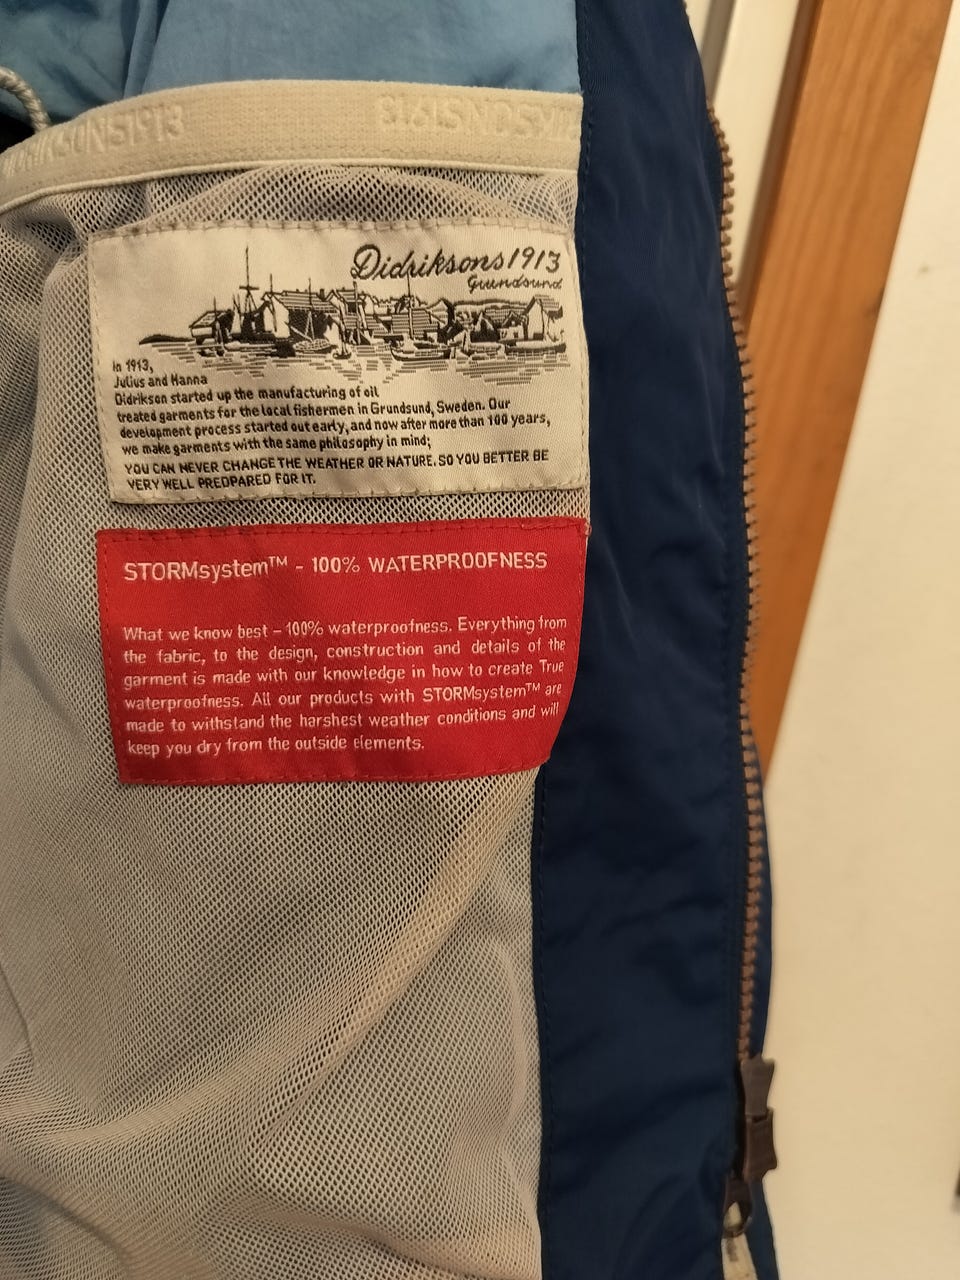 DIDRIKSONS1913
DIDRIKSONS1913
Didriksons1913
Grundsund
In 1913,
Julius and Hanna
Didrikson started up the manufacturing of oil
treated garments for the local fishermen in Grundsund, Sweden. Our
development process started out early, and now after more than 100 years,
we make garments with the same philosophy in mind;
YOU CAN NEVER CHANGE THE WEATHER OR NATURE. SO YOU BETTER BE
VERY WELL PREDPARED FOR IT.
STORMsystem™ - 100% WATERPROOFNESS
What we know best – 100% waterproofness. Everything from
the fabric, to the design, construction and details of the
garment is made with our knowledge in how to create True
waterproofness. All our products with STORMsystem™ are
made to withstand the harshest weather conditions and will
keep you dry from the outside elements.